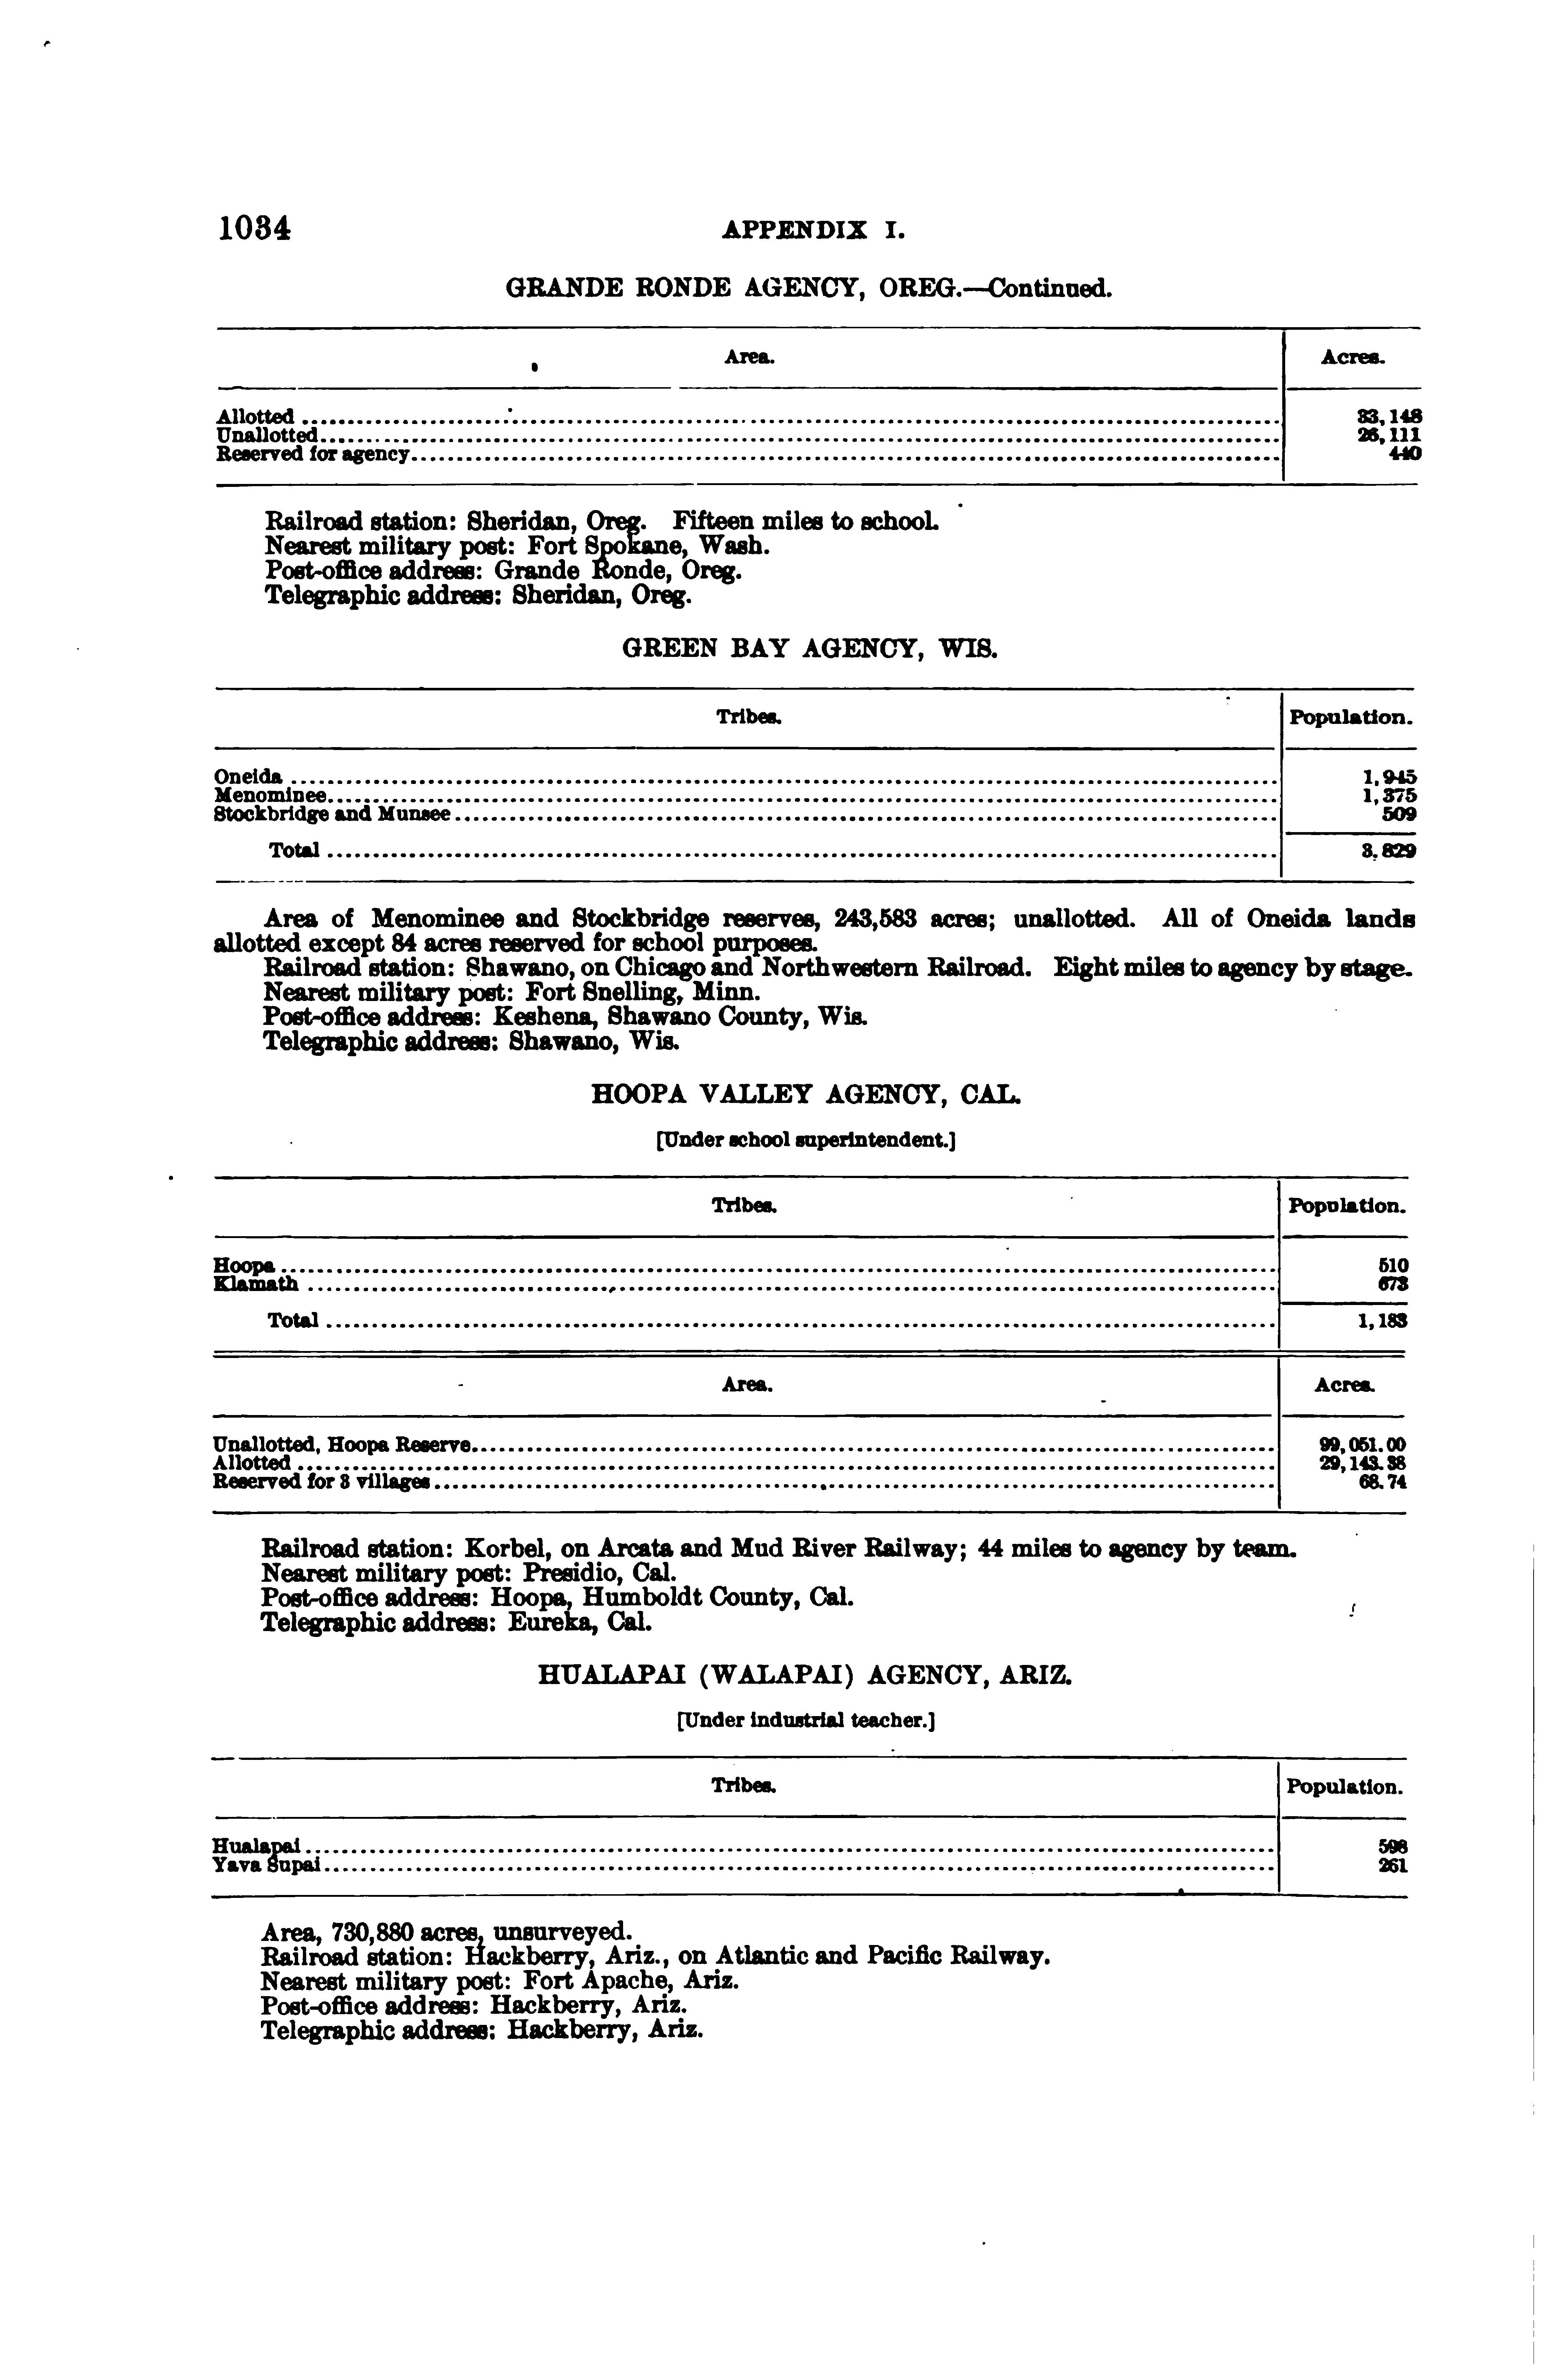 1034 APPENDIX I.
GRANDE RONDE AGENCY, OREG.—Continued.
Area. Acres.
Allotted 33,148
Unallotted 26,111
Reserved for agency 440
Railroad station: Sheridan, Oreg. Fifteen miles to school.
Nearest military post: Fort Spokane, Wash.
Post-office address: Grande Ronde, Oreg.
Telegraphic address: Sheridan, Oreg.
GREEN BAY AGENCY, WIS.
Tribes. Population.
Oneida 1,945
Menominee 1,375
Stockbridge and Munsee 509
Total 3,829
Area of Menominee and Stockbridge reserves, 243,583 acres; unallotted. All of Oneida lands
allotted except 84 acres reserved for school purposes.
Railroad station: Shawano, on Chicago and Northwestern Railroad. Eight miles to agency by stage.
Nearest military post: Fort Snelling, Minn.
Post-office address: Keshena, Shawano County, Wis.
Telegraphic address: Shawano, Wis.
HOOPA VALLEY AGENCY, CAL.
[Under school superintendent.]
Tribes. Population.
Hoopa 510
Klamath 673
Total 1,183
Area. Acres.
Unallotted, Hoopa Reserve 99,051.00
Allotted 29,143.38
Reserved for 3 villages 68.74
Railroad station: Korbel, on Arcata and Mud River Railway; 44 miles to agency by team.
Nearest military post: Presidio, Cal.
Post-office address: Hoopa, Humboldt County, Cal.
Telegraphic address: Eureka, Cal.
HUALAPAI (WALAPAI) AGENCY, ARIZ.
[Under industrial teacher.]
Tribes. Population.
Hualapai 598
Yava Supai 261
Area, 730,880 acres, unsurveyed.
Railroad station: Hackberry, Ariz., on Atlantic and Pacific Railway.
Nearest military post: Fort Apache, Ariz.
Post-office address: Hackberry, Ariz.
Telegraphic address: Hackberry, Ariz.